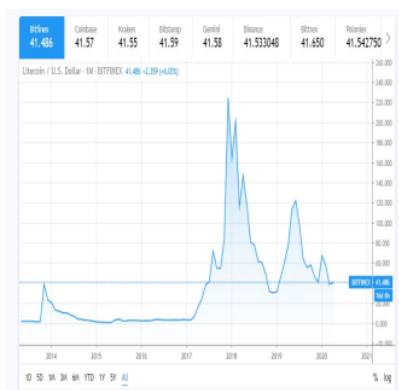 Bitfinex Coinbase Kraken Bitstamp Gemini Binance Bittrex Poloniex
41.486 41.57 41.55 41.59 41.58 41.533048 41.650 41.542750 >
Litecoin / U.S. Dollar · 1M · BITFINEX 41.486 +2.359 (+6.03%)
260.000
240.000
220.000
200.000
180.000
160.000
140.000
120.000
100.000
80.000
60.000
BITFINEX 41.486
16d 8h
20.000
0.000
-20.000
2014 2015 2016 2017 2018 2019 2020 2021
1D 5D 1M 3M 6M YTD 1Y 5Y All % log